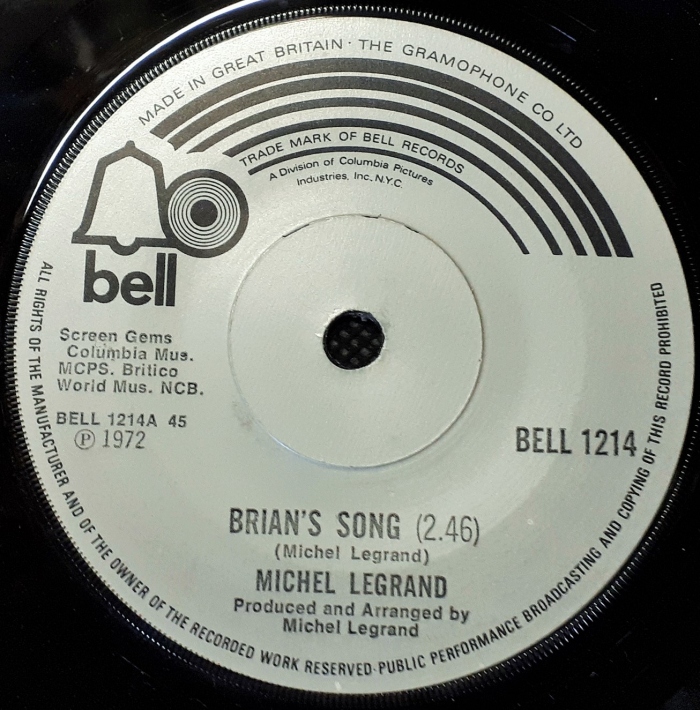 MADE IN GREAT BRITAIN · THE GRAMOPHONE CO LTD
TRADE MARK OF BELL RECORDS
A Division of Columbia Pictures
Industries, Inc. N.Y.C.
bell
Screen Gems
Columbia Mus.
MCPS. Britico
World Mus. NCB.
BELL 1214A 45
Ⓟ 1972
BELL 1214
BRIAN'S SONG (2.46)
(Michel Legrand)
MICHEL LEGRAND
Produced and Arranged by
Michel Legrand
ALL RIGHTS OF THE MANUFACTURER AND OF THE OWNER OF THE RECORDED WORK RESERVED·PUBLIC PERFORMANCE BROADCASTING AND COPYING OF THIS RECORD PROHIBITED